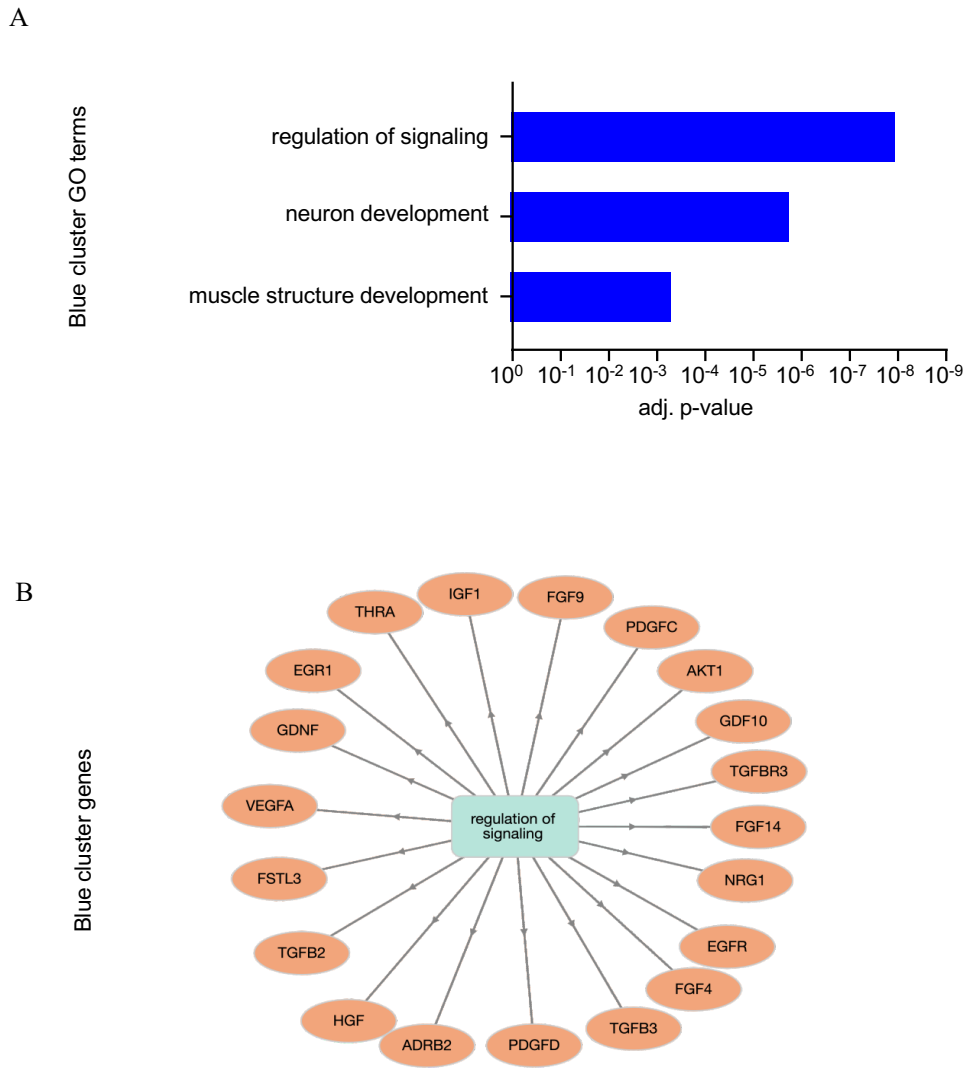 A
Blue cluster GO terms
regulation of signaling
neuron development
muscle structure development
10⁰ 10⁻¹ 10⁻² 10⁻³ 10⁻⁴ 10⁻⁵ 10⁻⁶ 10⁻⁷ 10⁻⁸ 10⁻⁹
adj. p-value
B
Blue cluster genes
IGF1
FGF9
THRA
PDGFC
EGR1
AKT1
GDNF
GDF10
TGFBR3
VEGFA
regulation of
signaling
FGF14
FSTL3
NRG1
TGFB2
EGFR
FGF4
HGF
TGFB3
ADRB2
PDGFD